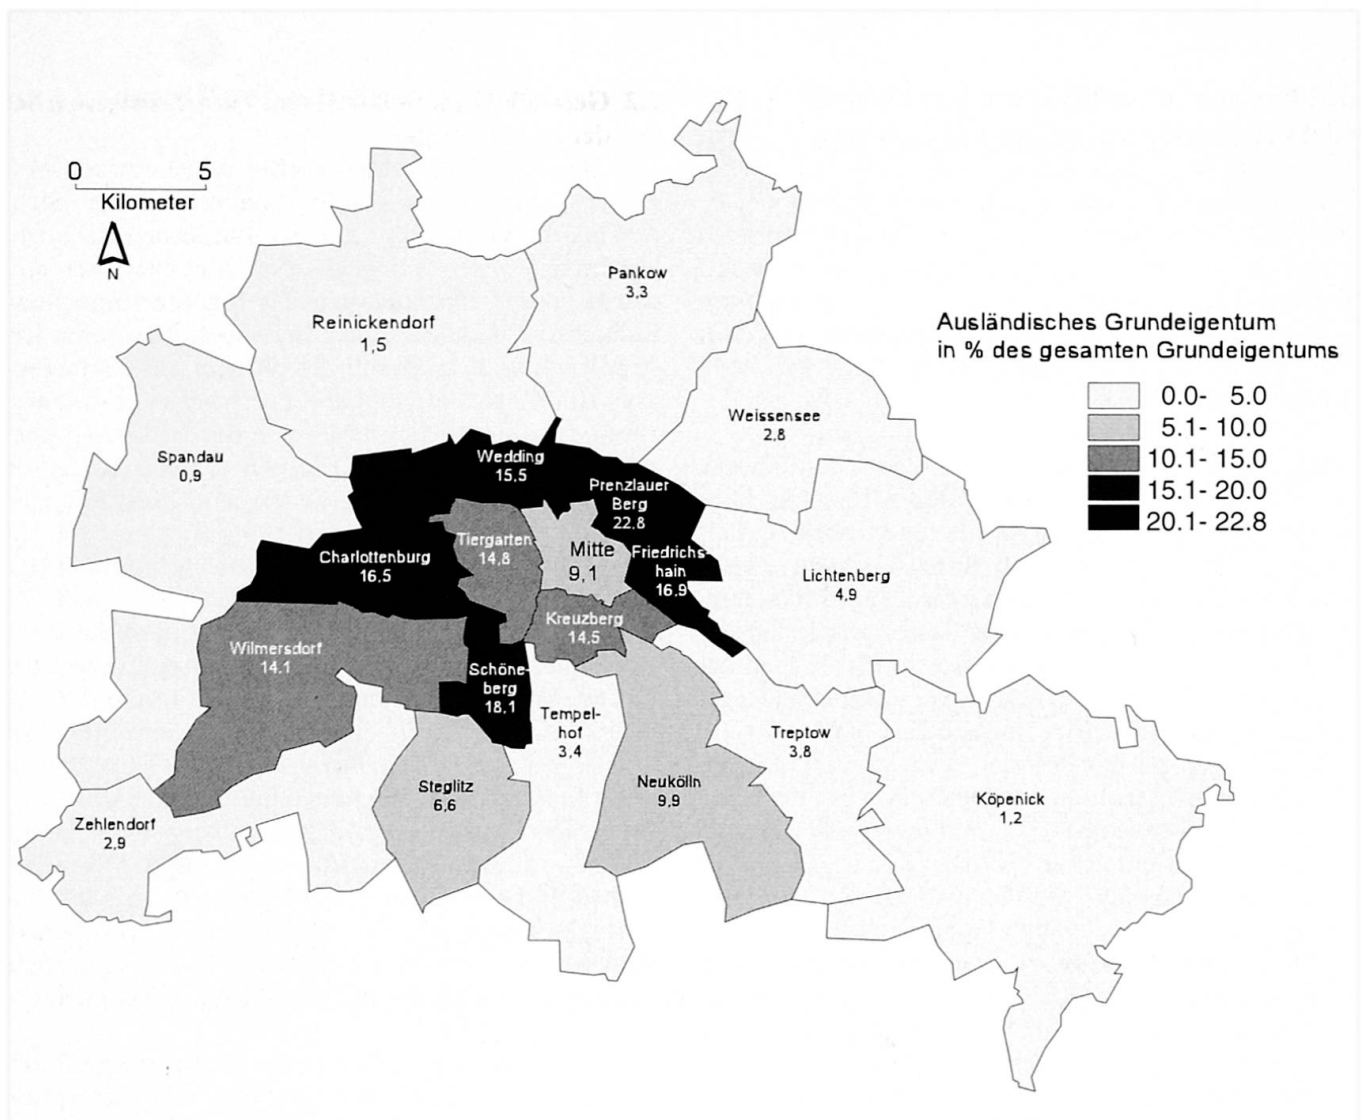 0 5
Kilometer
N
Pankow
3,3
Reinickendorf
1,5
Ausländisches Grundeigentum
in % des gesamten Grundeigentums
0.0- 5.0
5.1- 10.0
10.1- 15.0
15.1- 20.0
20.1- 22.8
Weissensee
2,8
Spandau
0,9
Wedding
15,5
Prenzlauer
Berg
22,8
Tiergarten
14,8
Mitte
9,1
Friedrichs-
hain
16,9
Charlottenburg
16,5
Lichtenberg
4,9
Kreuzberg
14,5
Wilmersdorf
14,1
Schöne-
berg
18,1
Tempel-
hof
3,4
Treptow
3,8
Steglitz
6,6
Neukölln
9,9
Köpenick
1,2
Zehlendorf
2,9